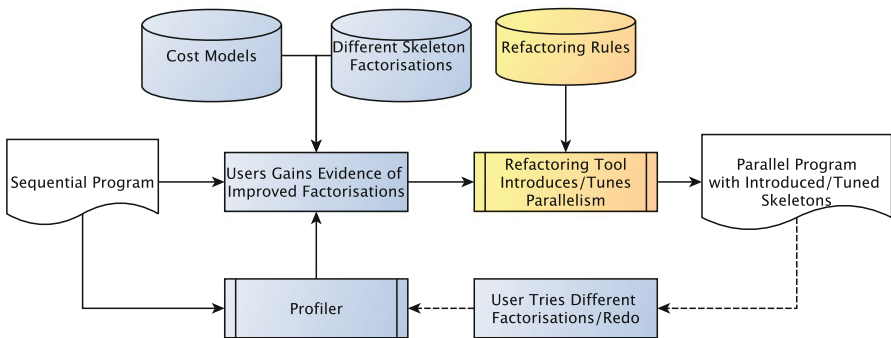 Cost Models
Different Skeleton
Factorisations
Refactoring Rules
Sequential Program
Users Gains Evidence of
Improved Factorisations
Refactoring Tool
Introduces/Tunes
Parallelism
Parallel Program
with Introduced/Tuned
Skeletons
Profiler
User Tries Different
Factorisations/Redo